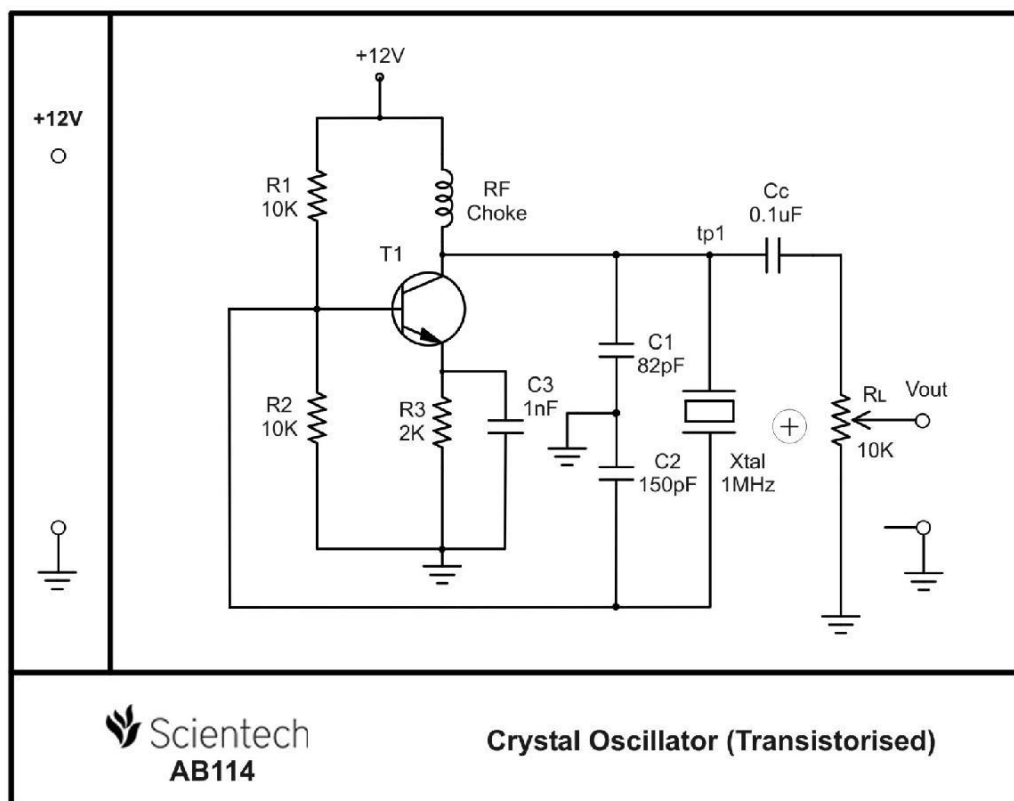 +12V
+12V
R1
10K
RF
Choke
Cc
0.1uF
tp1
T1
C1
82pF
R2
10K
R3
2K
C3
1nF
C2
150pF
Xtal
1MHz
RL
10K
Vout
Scientech
AB114
Crystal Oscillator (Transistorised)